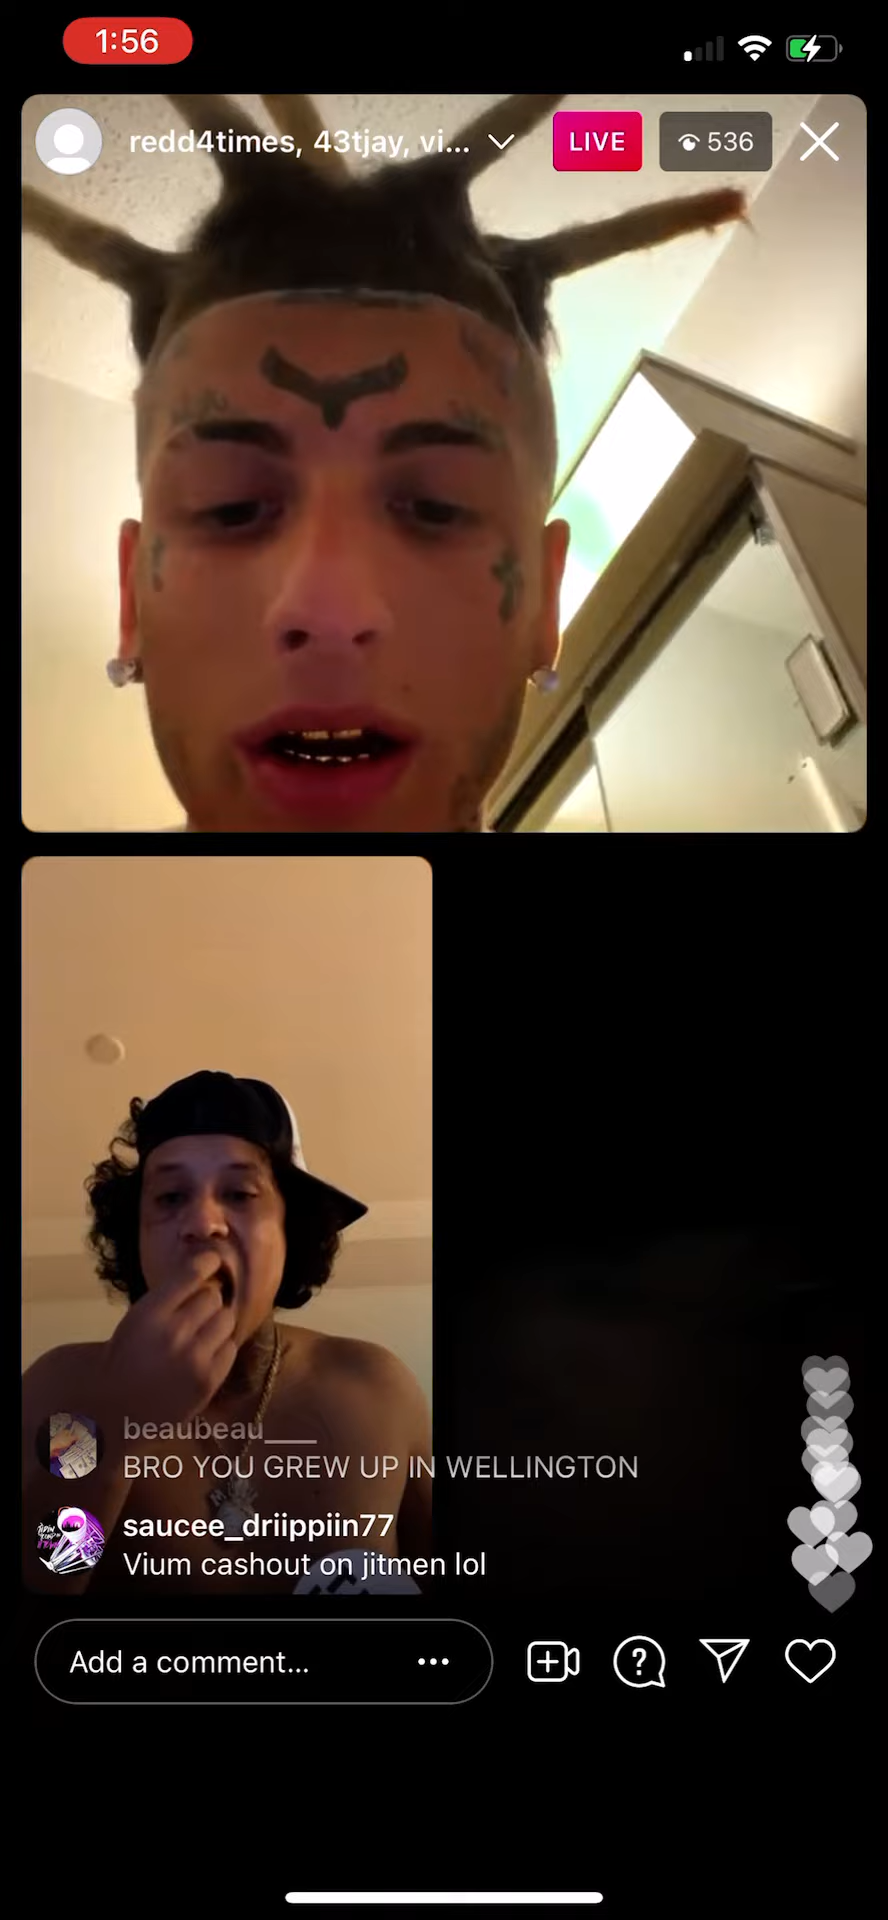 1:56
redd4times, 43tjay, vi...
LIVE
536
beaubeau___
BRO YOU GREW UP IN WELLINGTON
saucee_driippiin77
Vium cashout on jitmen lol
Add a comment...